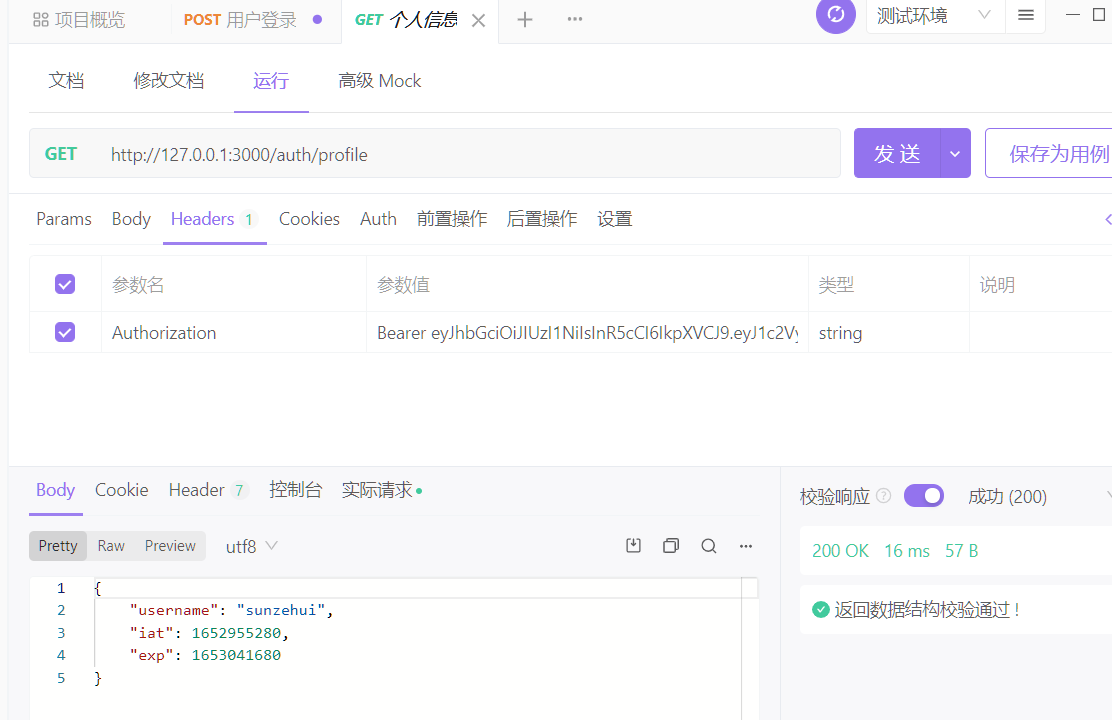 项目概览 POST 用户登录 GET 个人信息 测试环境
文档 修改文档 运行 高级 Mock
GET http://127.0.0.1:3000/auth/profile 发 送 保存为用例
Params Body Headers 1 Cookies Auth 前置操作 后置操作 设置
参数名 参数值 类型 说明
Authorization Bearer eyJhbGciOiJIUzI1NiIsInR5cCI6IkpXVCJ9.eyJ1c2Vy string
Body Cookie Header 7 控制台 实际请求 校验响应 ? 成功 (200)
Pretty Raw Preview utf8 200 OK 16 ms 57 B
1 {
2 "username": "sunzehui", 返回数据结构校验通过！
3 "iat": 1652955280,
4 "exp": 1653041680
5 }